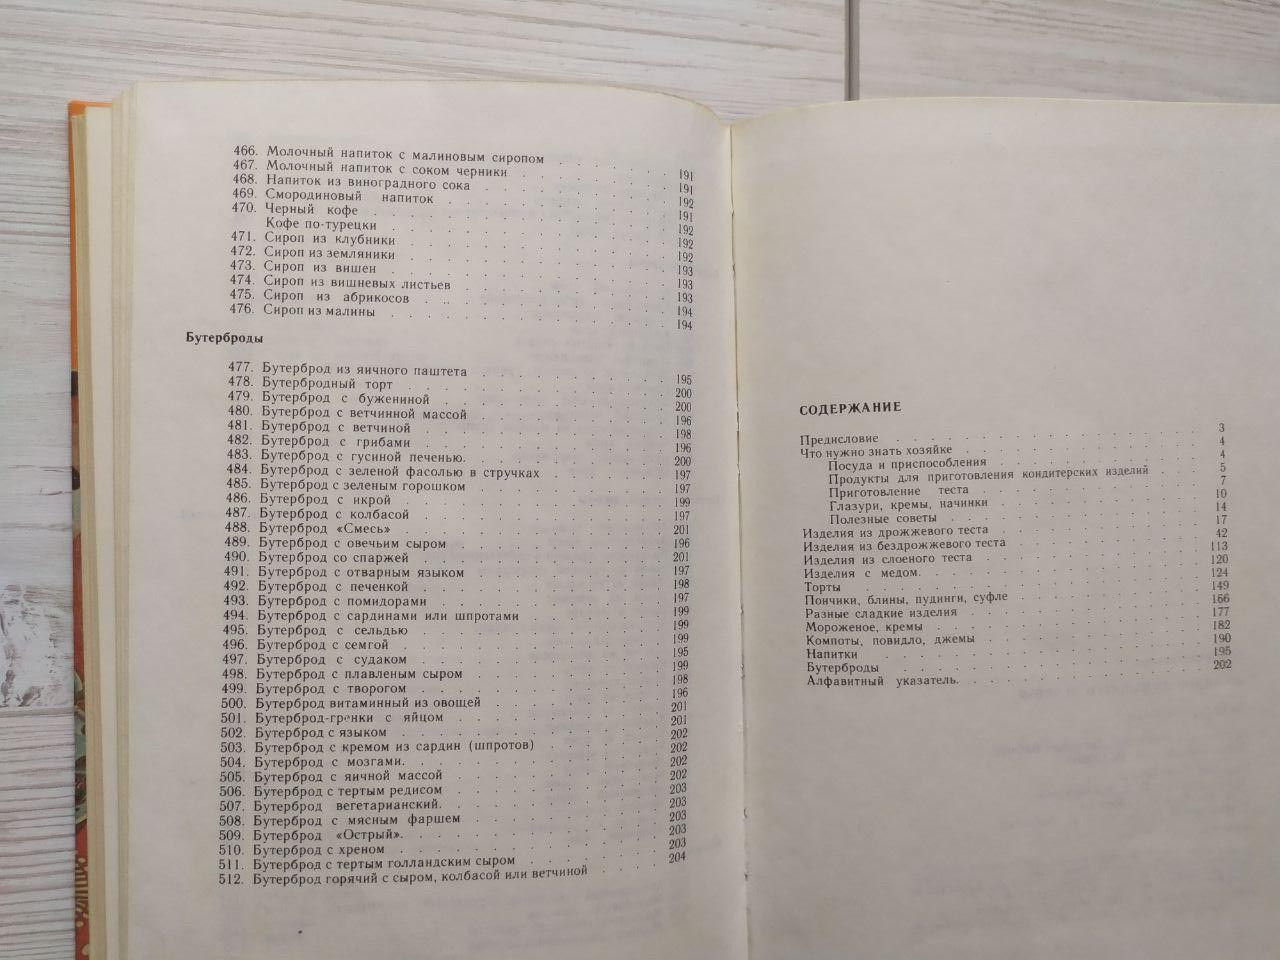 466. Молочный напиток с малиновым сиропом . . . . . . 191
467. Молочный напиток с соком черники . . . . . . 191
468. Напиток из виноградного сока . . . . . . 192
469. Смородиновый напиток . . . . . . 191
470. Черный кофе . . . . . . 192
Кофе по-турецки . . . . . . 192
471. Сироп из клубники . . . . . . 192
472. Сироп из земляники . . . . . . 193
473. Сироп из вишен . . . . . . 193
474. Сироп из вишневых листьев . . . . . . 193
475. Сироп из абрикосов . . . . . . 194
476. Сироп из малины . . . . . . 194
Бутерброды
477. Бутерброд из яичного паштета . . . . . . 195
478. Бутербродный торт . . . . . . 200
479. Бутерброд с бужениной . . . . . . 200
480. Бутерброд с ветчинной массой . . . . . . 196
481. Бутерброд с ветчиной . . . . . . 198
482. Бутерброд с грибами . . . . . . 196
483. Бутерброд с гусиной печенью. . . . . . . 200
484. Бутерброд с зеленой фасолью в стручках . . . . . . 197
485. Бутерброд с зеленым горошком . . . . . . 197
486. Бутерброд с икрой . . . . . . 199
487. Бутерброд с колбасой . . . . . . 197
488. Бутерброд «Смесь» . . . . . . 201
489. Бутерброд с овечьим сыром . . . . . . 196
490. Бутерброд со спаржей . . . . . . 201
491. Бутерброд с отварным языком . . . . . . 197
492. Бутерброд с печенкой . . . . . . 198
493. Бутерброд с помидорами . . . . . . 197
494. Бутерброд с сардинами или шпротами . . . . . . 199
495. Бутерброд с сельдью . . . . . . 199
496. Бутерброд с семгой . . . . . . 199
497. Бутерброд с судаком . . . . . . 195
498. Бутерброд с плавленым сыром . . . . . . 199
499. Бутерброд с творогом . . . . . . 198
500. Бутерброд витаминный из овощей . . . . . . 196
501. Бутерброд-гренки с яйцом . . . . . . 201
502. Бутерброд с языком . . . . . . 201
503. Бутерброд с кремом из сардин (шпротов) . . . . . . 202
504. Бутерброд с мозгами. . . . . . . 202
505. Бутерброд с яичной массой . . . . . . 202
506. Бутерброд с тертым редисом . . . . . . 202
507. Бутерброд вегетарианский. . . . . . . 203
508. Бутерброд с мясным фаршем . . . . . . 203
509. Бутерброд «Острый». . . . . . . 203
510. Бутерброд с хреном . . . . . . 203
511. Бутерброд с тертым голландским сыром . . . . . . 203
512. Бутерброд горячий с сыром, колбасой или ветчиной . . . 204
СОДЕРЖАНИЕ
Предисловие . . . . . . 3
Что нужно знать хозяйке . . . . . . 4
Посуда и приспособления . . . . . . 4
Продукты для приготовления кондитерских изделий . . . 5
Приготовление теста . . . . . . 7
Глазури, кремы, начинки . . . . . . 10
Полезные советы . . . . . . 14
Изделия из дрожжевого теста . . . . . . 17
Изделия из бездрожжевого теста . . . . . . 42
Изделия из слоеного теста . . . . . . 113
Изделия с медом. . . . . . . 120
Торты . . . . . . 124
Пончики, блины, пудинги, суфле . . . . . . 149
Разные сладкие изделия . . . . . . 166
Мороженое, кремы . . . . . . 177
Компоты, повидло, джемы . . . . . . 182
Напитки . . . . . . 190
Бутерброды . . . . . . 195
Алфавитный указатель. . . . . . . 202